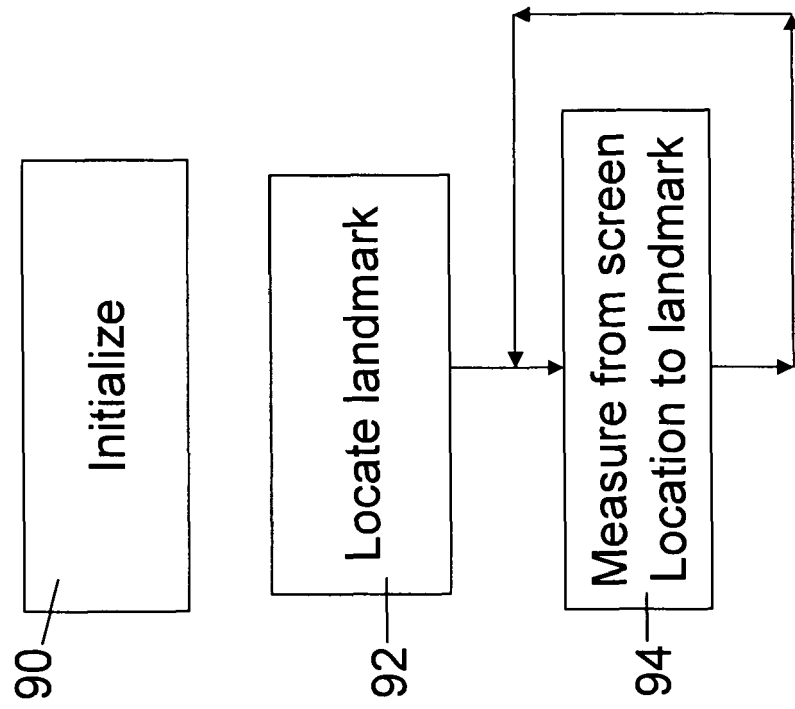 90
Initialize
92
Locate landmark
94
Measure from screen
Location to landmark